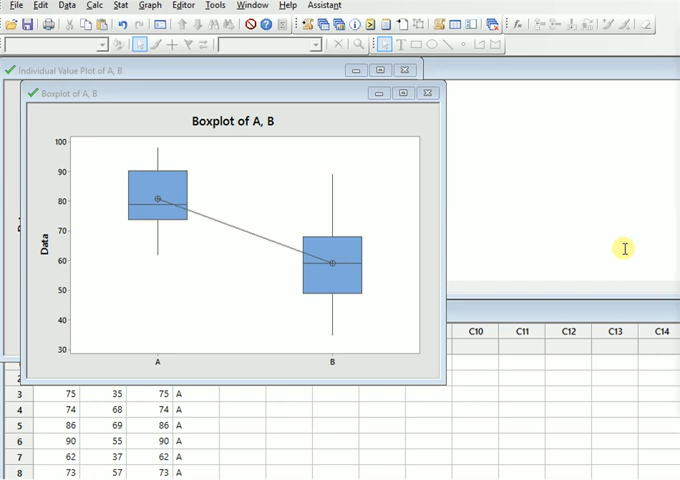 File Edit Data Calc Stat Graph Editor Tools Window Help Assistant
Individual Value Plot of A, B
Boxplot of A, B
Boxplot of A, B
100
90
80
70
60
50
40
30
Data
A B
C10 C11 C12 C13 C14
3 75 35 75 A
4 74 68 74 A
5 86 69 86 A
6 90 55 90 A
7 62 37 62 A
8 73 57 73 A